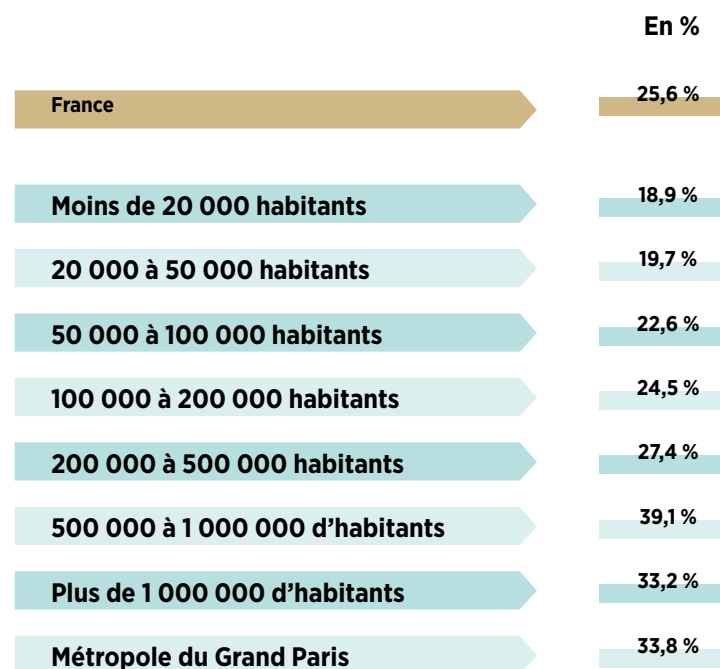 En %
France 25,6 %
Moins de 20 000 habitants 18,9 %
20 000 à 50 000 habitants 19,7 %
50 000 à 100 000 habitants 22,6 %
100 000 à 200 000 habitants 24,5 %
200 000 à 500 000 habitants 27,4 %
500 000 à 1 000 000 d’habitants 39,1 %
Plus de 1 000 000 d’habitants 33,2 %
Métropole du Grand Paris 33,8 %